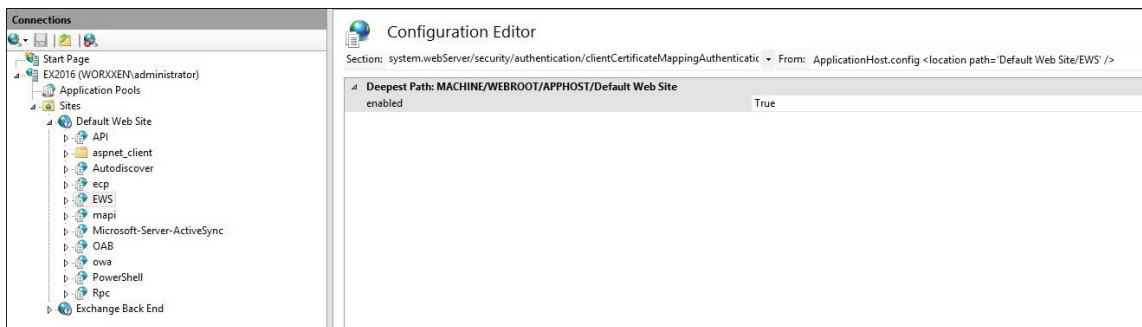 Connections
Start Page
EX2016 (WORXXEN\administrator)
Application Pools
Sites
Default Web Site
API
aspnet_client
Autodiscover
ecp
EWS
mapi
Microsoft-Server-ActiveSync
OAB
owa
PowerShell
Rpc
Exchange Back End
Configuration Editor
Section: system.webServer/security/authentication/clientCertificateMappingAuthenticatic From: ApplicationHost.config <location path='Default Web Site/EWS' />
Deepest Path: MACHINE/WEBROOT/APPHOST/Default Web Site
enabled True